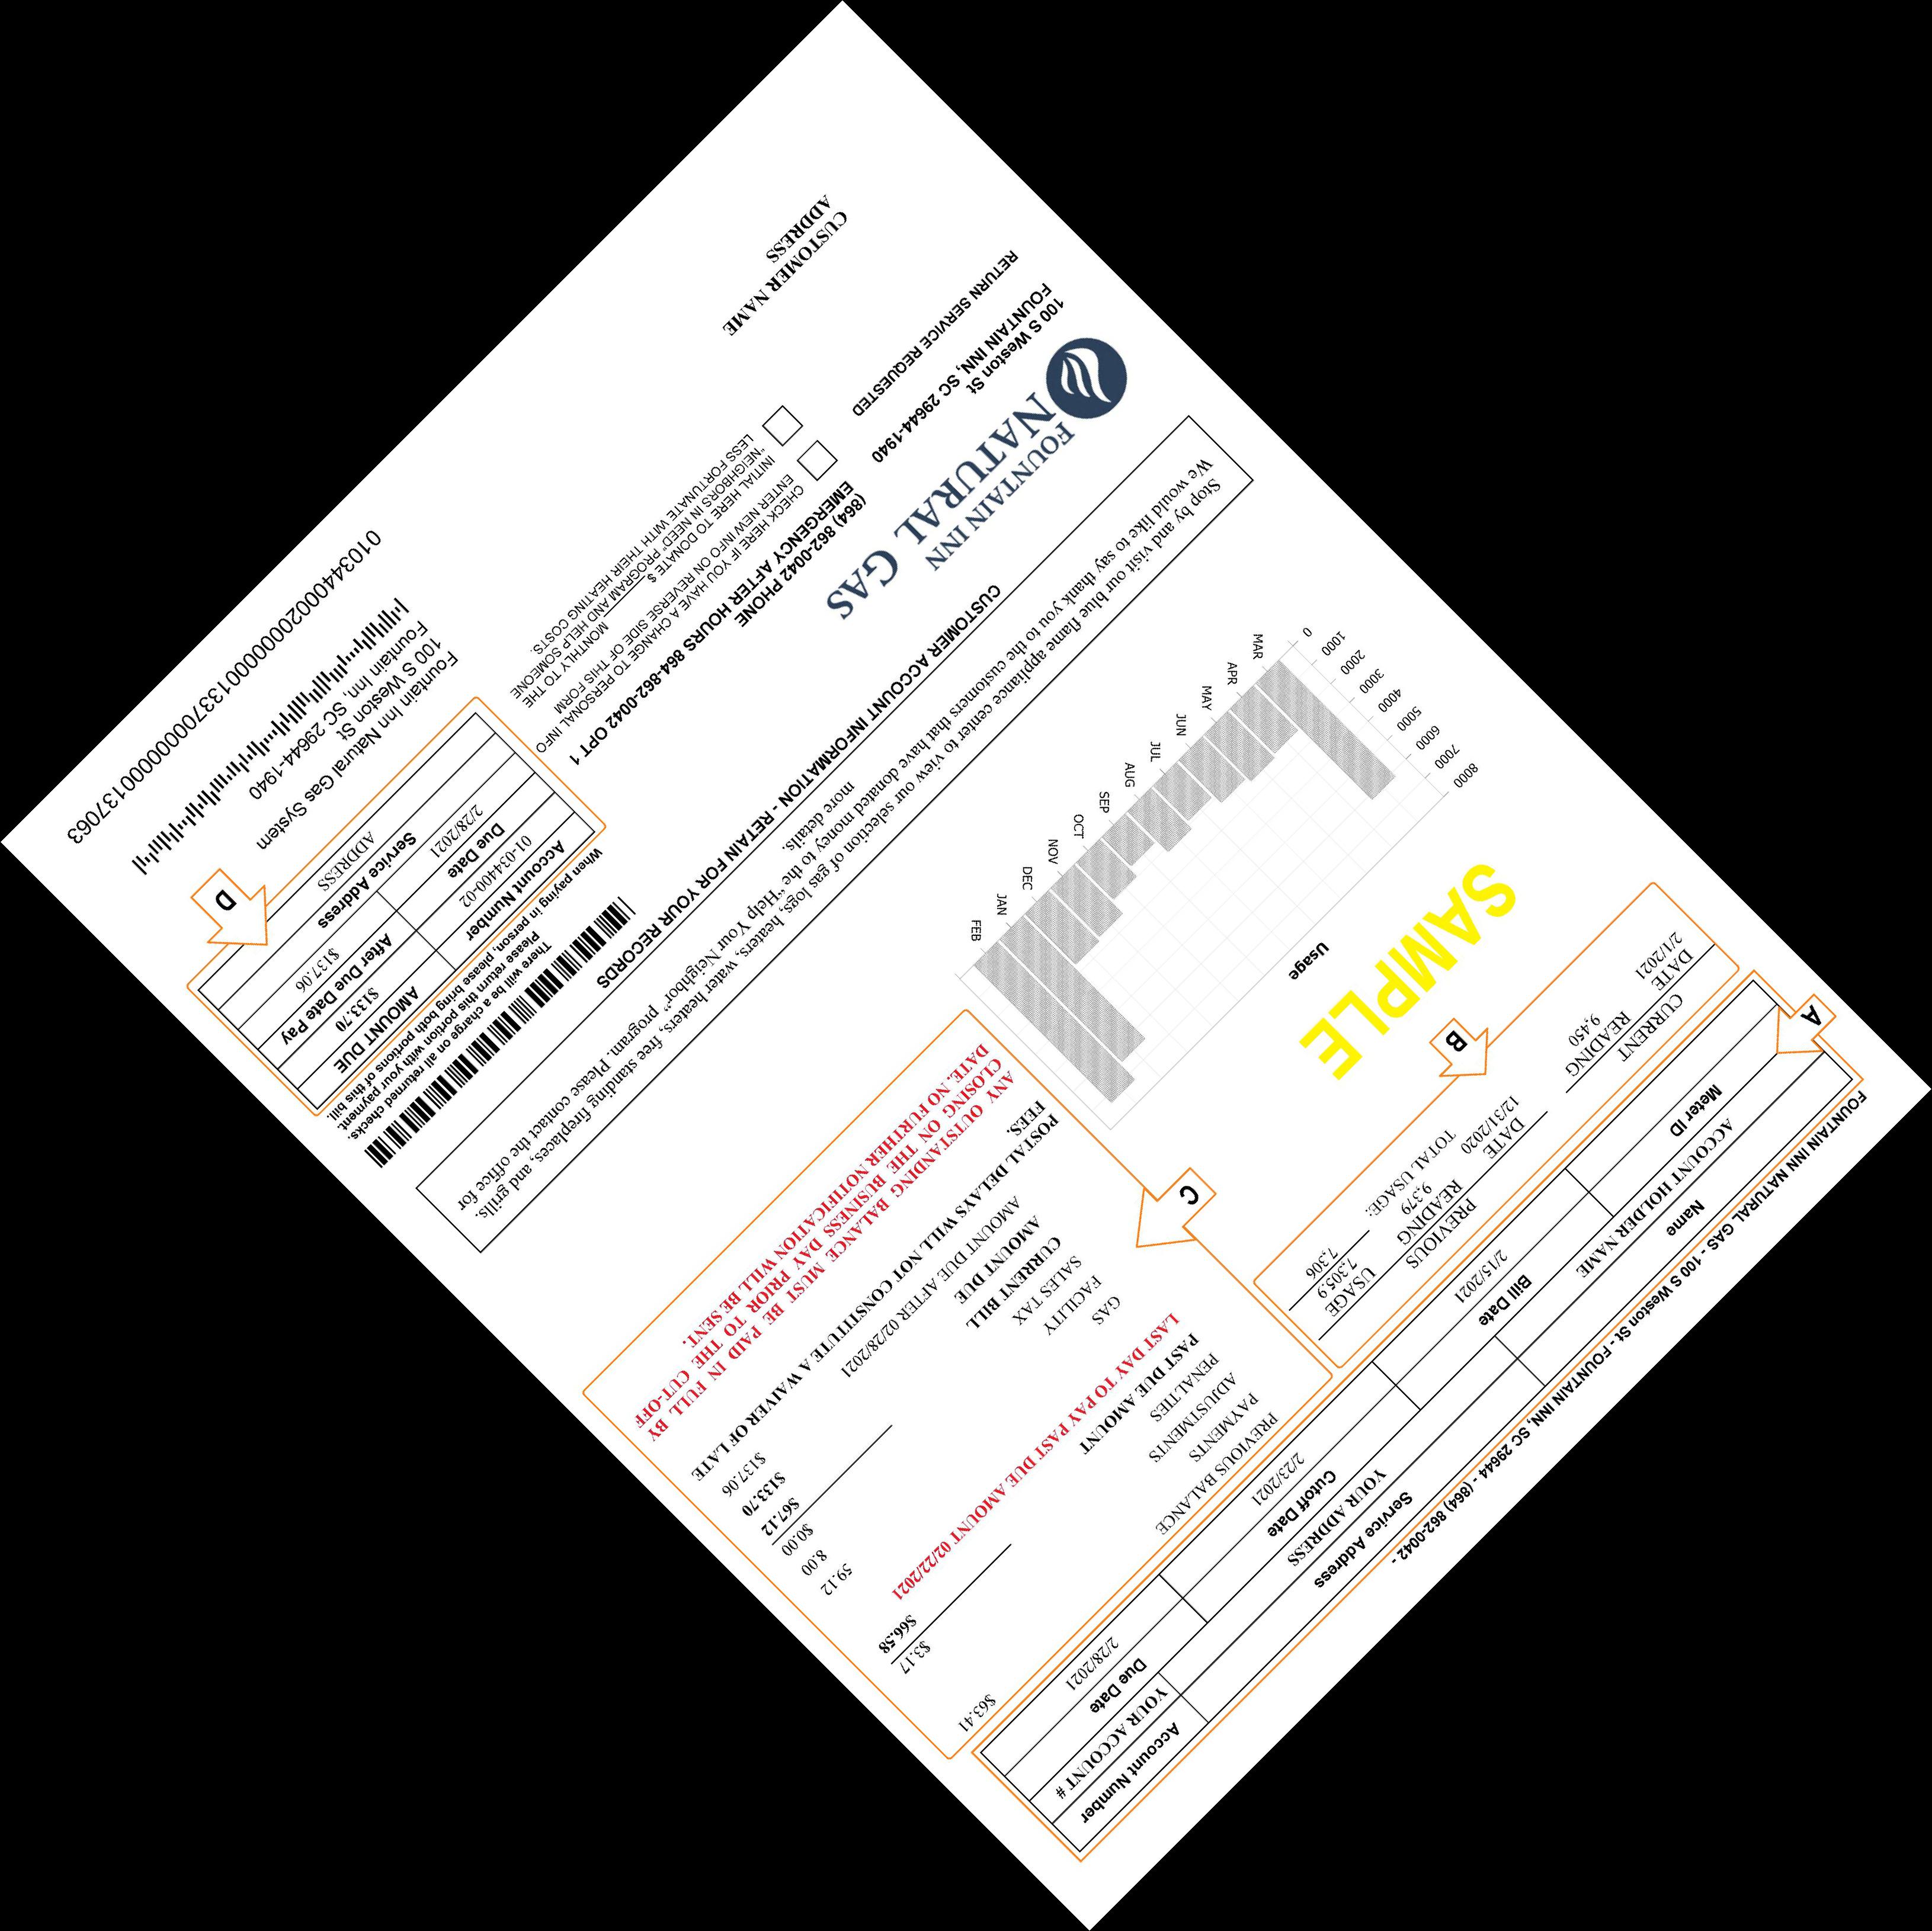 FOUNTAIN INN NATURAL GAS - 100 S Weston St - FOUNTAIN INN, SC 29644 - (864) 862-0042 -
A
Name Service Address Account Number
ACCOUNT HOLDER NAME YOUR ADDRESS YOUR ACCOUNT #
Meter ID Bill Date Cutoff Date Due Date
2/15/2021 2/23/2021 2/28/2021
CURRENT PREVIOUS
DATE READING DATE READING USAGE
2/1/2021 9,450 12/31/2020 9,379 7,305.9
TOTAL USAGE: 7,306
B
SAMPLE
Usage
8000
7000
6000
5000
4000
3000
2000
1000
0
MAR APR MAY JUN JUL AUG SEP OCT NOV DEC JAN FEB
PREVIOUS BALANCE $63.41
PAYMENTS
ADJUSTMENTS
PENALITIES $3.17
PAST DUE AMOUNT $66.58
LAST DAY TO PAY PAST DUE AMOUNT 02/22/2021
GAS 59.12
FACILITY 8.00
SALES TAX $0.00
CURRENT BILL $67.12
AMOUNT DUE $133.70
AMOUNT DUE AFTER 02/28/2021 $137.06
POSTAL DELAYS WILL NOT CONSTITUTE A WAIVER OF LATE
FEES.
ANY OUTSTANDING BALANCE MUST BE PAID IN FULL BY
CLOSING ON THE BUSINESS DAY PRIOR TO THE CUT-OFF
DATE. NO FURTHER NOTIFICATION WILL BE SENT.
C
Stop by and visit our blue flame appliance center to view our selection of gas logs, heaters, water heaters, free standing fireplaces, and grills.
We would like to say thank you to the customers that have donated money to the "Help Your Neighbor" program. Please contact the office for
more details.
CUSTOMER ACCOUNT INFORMATION - RETAIN FOR YOUR RECORDS
FOUNTAIN INN
NATURAL GAS
100 S Weston St
FOUNTAIN INN, SC 29644-1940
RETURN SERVICE REQUESTED
(864) 862-0042 PHONE
EMERGENCY AFTER HOURS 864-862-0042 OPT 1
CHECK HERE IF YOU HAVE A CHANGE TO PERSONAL INFO
ENTER NEW INFO ON REVERSE SIDE OF THIS FORM
INITIAL HERE TO DONATE $ MONTHLY TO THE
"NEIGHBORS IN NEED" PROGRAM AND HELP SOMEONE
LESS FORTUNATE WITH THEIR HEATING COSTS.
There will be a charge on all returned checks.
Please return this portion with your payment.
When paying in person, please bring both portions of this bill.
Account Number AMOUNT DUE
01-034400-02 $133.70
Due Date After Due Date Pay
2/28/2021 $137.06
Service Address
ADDRESS
D
CUSTOMER NAME
ADDRESS
Fountain Inn Natural Gas System
100 S Weston St
Fountain Inn, SC 29644-1940
0103440002000000001337000000000137063